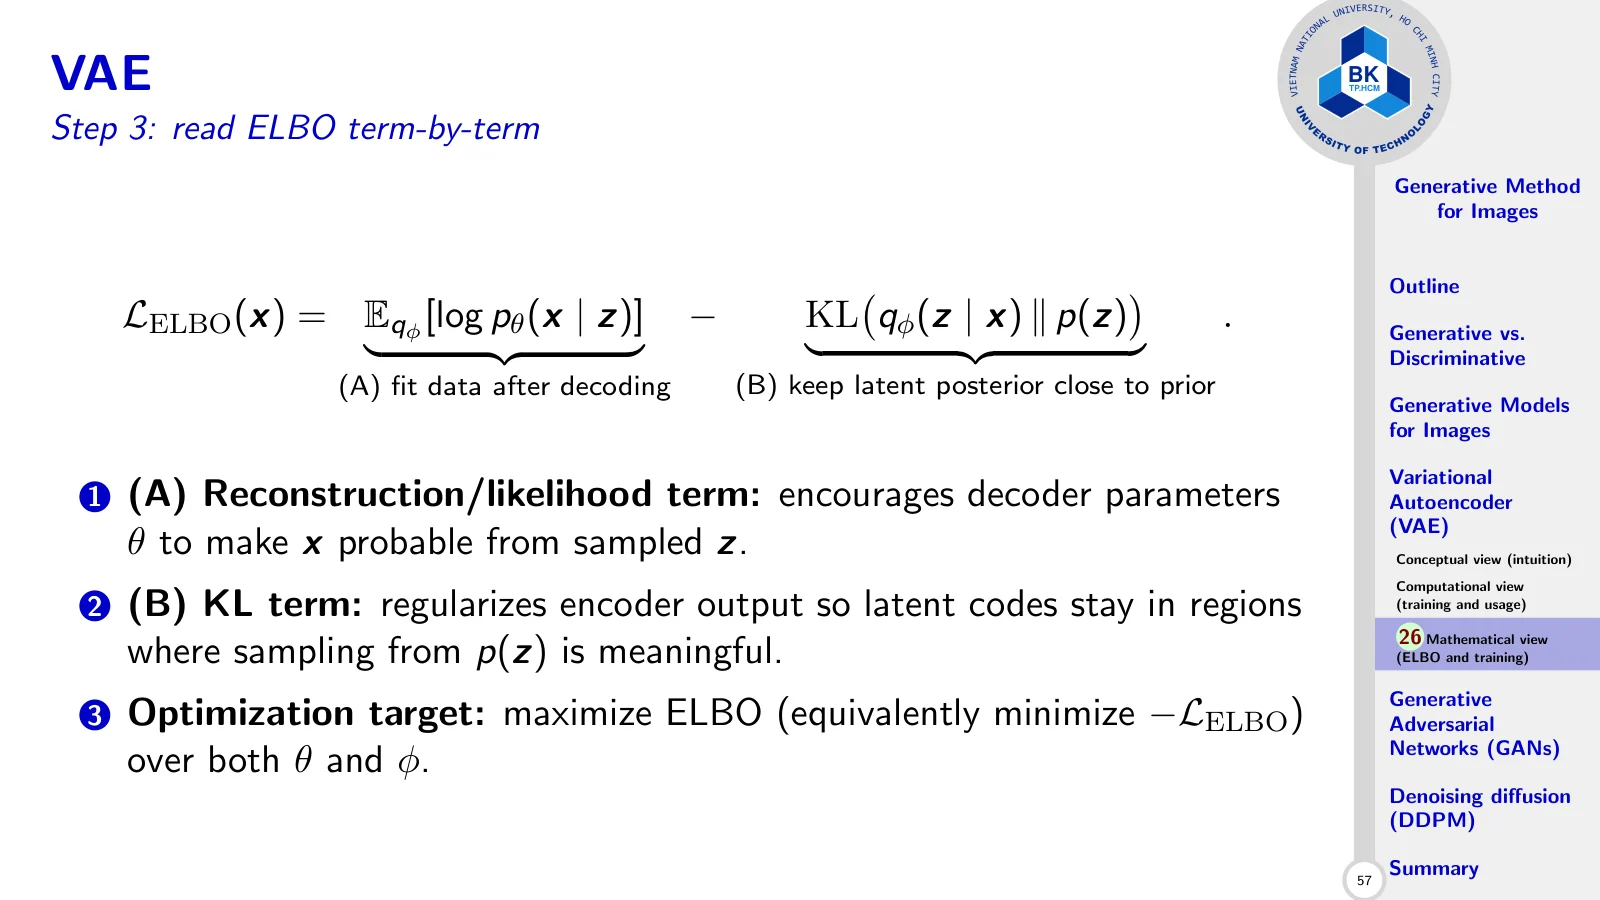 VAE
Step 3: read ELBO term-by-term
ℒ_ELBO(x) = 𝔼_{q_ϕ}[log p_θ(x | z)] − KL(q_ϕ(z | x) ∥ p(z)).
(A) fit data after decoding
(B) keep latent posterior close to prior
1 (A) Reconstruction/likelihood term: encourages decoder parameters
θ to make x probable from sampled z.
2 (B) KL term: regularizes encoder output so latent codes stay in regions
where sampling from p(z) is meaningful.
3 Optimization target: maximize ELBO (equivalently minimize −ℒ_ELBO)
over both θ and ϕ.
VIETNAM NATIONAL UNIVERSITY, HO CHI MINH CITY
BK
TP.HCM
UNIVERSITY OF TECHNOLOGY
Generative Method
for Images
Outline
Generative vs.
Discriminative
Generative Models
for Images
Variational
Autoencoder
(VAE)
Conceptual view (intuition)
Computational view
(training and usage)
26 Mathematical view
(ELBO and training)
Generative
Adversarial
Networks (GANs)
Denoising diffusion
(DDPM)
Summary
57